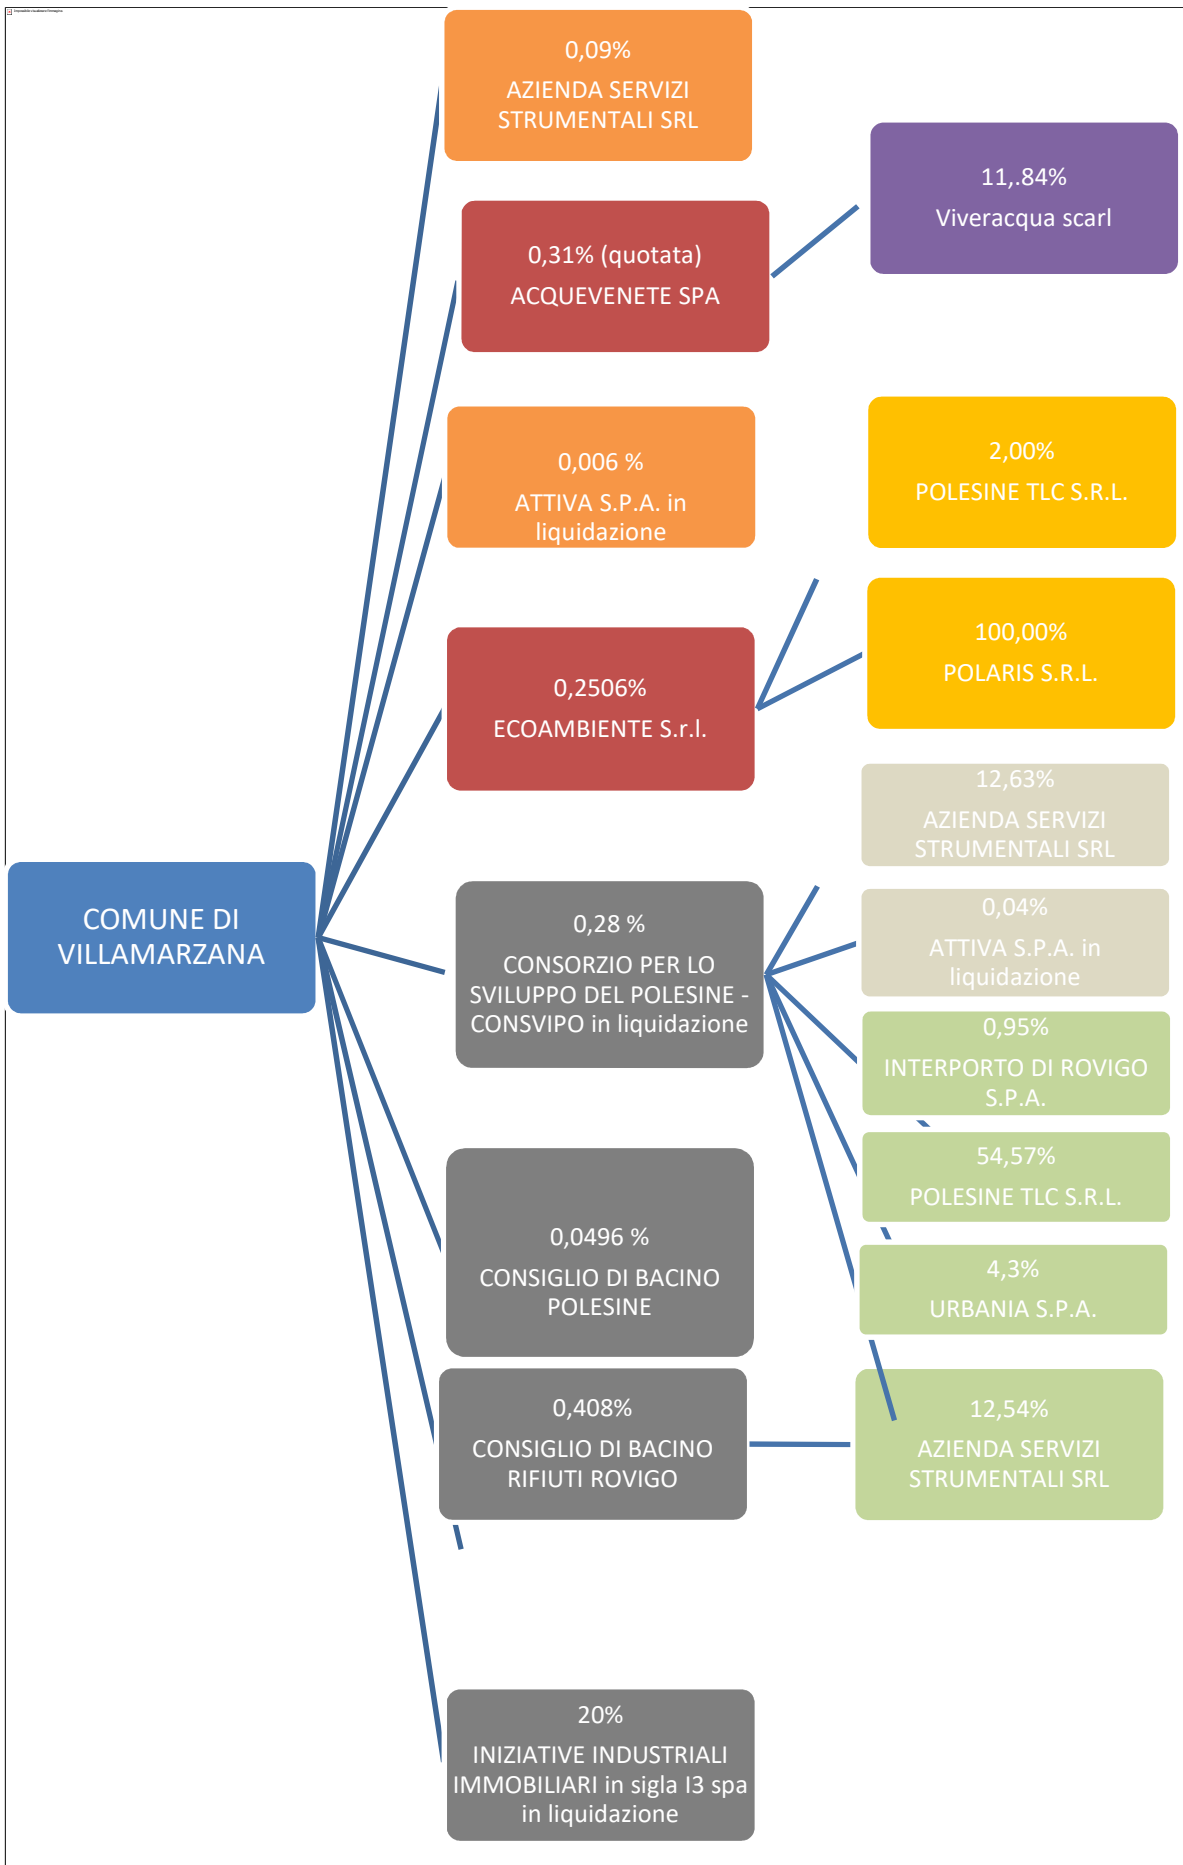 0,09%
AZIENDA SERVIZI
STRUMENTALI SRL
11,.84%
Viveracqua scarl
0,31% (quotata)
ACQUEVENETE SPA
2,00%
POLESINE TLC S.R.L.
0,006 %
ATTIVA S.P.A. in
liquidazione
100,00%
POLARIS S.R.L.
0,2506%
ECOAMBIENTE S.r.l.
12,63%
AZIENDA SERVIZI
STRUMENTALI SRL
COMUNE DI
VILLAMARZANA
0,28 %
CONSORZIO PER LO
SVILUPPO DEL POLESINE -
CONSVIPO in liquidazione
0,04%
ATTIVA S.P.A. in
liquidazione
0,95%
INTERPORTO DI ROVIGO
S.P.A.
54,57%
POLESINE TLC S.R.L.
0,0496 %
CONSIGLIO DI BACINO
POLESINE
4,3%
URBANIA S.P.A.
0,408%
CONSIGLIO DI BACINO
RIFIUTI ROVIGO
12,54%
AZIENDA SERVIZI
STRUMENTALI SRL
20%
INIZIATIVE INDUSTRIALI
IMMOBILIARI in sigla I3 spa
in liquidazione